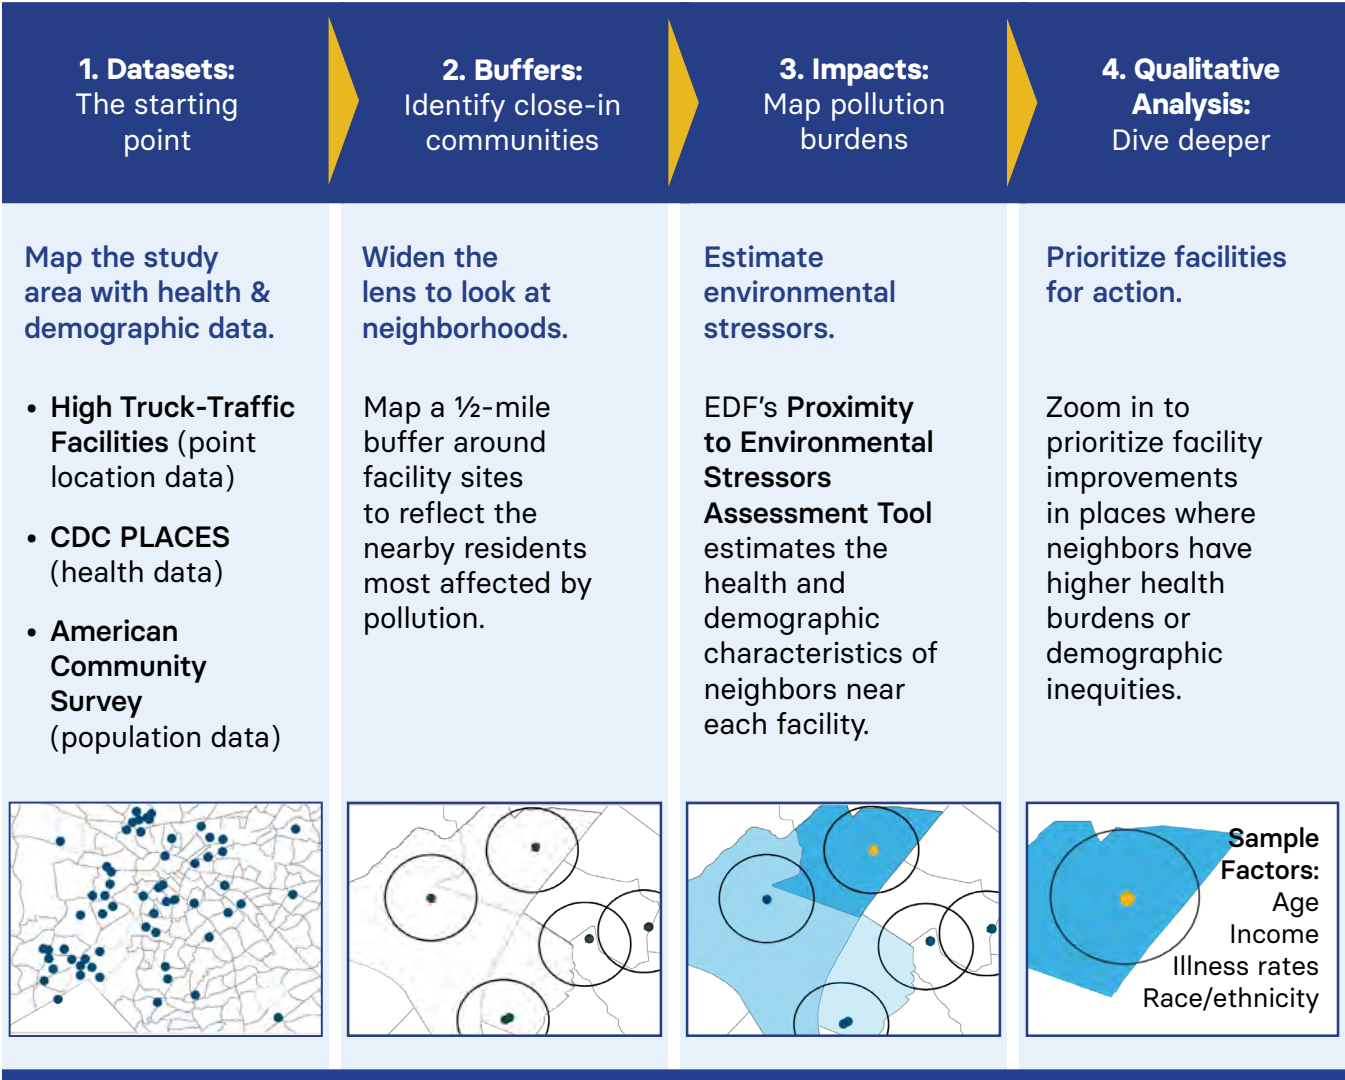 1. Datasets:
The starting
point
2. Buffers:
Identify close-in
communities
3. Impacts:
Map pollution
burdens
4. Qualitative
Analysis:
Dive deeper
Map the study
area with health &
demographic data.
• High Truck-Traffic
Facilities (point
location data)
• CDC PLACES
(health data)
• American
Community
Survey
(population data)
Widen the
lens to look at
neighborhoods.
Map a ½-mile
buffer around
facility sites
to reflect the
nearby residents
most affected by
pollution.
Estimate
environmental
stressors.
EDF’s Proximity
to Environmental
Stressors
Assessment Tool
estimates the
health and
demographic
characteristics of
neighbors near
each facility.
Prioritize facilities
for action.
Zoom in to
prioritize facility
improvements
in places where
neighbors have
higher health
burdens or
demographic
inequities.
Sample
Factors:
Age
Income
Illness rates
Race/ethnicity